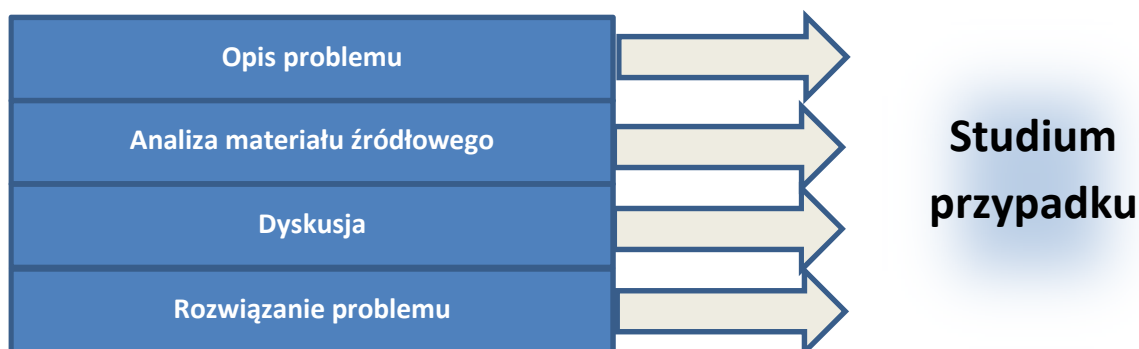 Opis problemu
Analiza materiału źródłowego
Dyskusja
Rozwiązanie problemu
Studium
przypadku